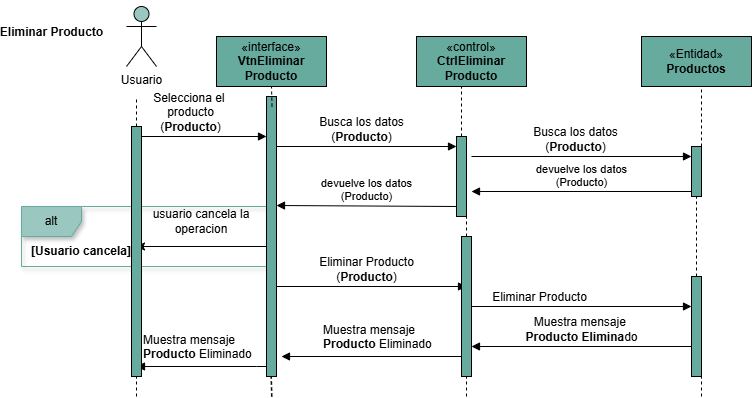 Eliminar Producto
Usuario
«interface»
VtnEliminar
Producto
«control»
CtrlEliminar
Producto
«Entidad»
Productos
Selecciona el
producto
(Producto)
Busca los datos
(Producto)
Busca los datos
(Producto)
devuelve los datos
(Producto)
devuelve los datos
(Producto)
alt
usuario cancela la
operacion
[Usuario cancela]
Eliminar Producto
(Producto)
Eliminar Producto
Muestra mensaje
Producto Eliminado
Muestra mensaje
Producto Eliminado
Muestra mensaje
Producto Eliminado